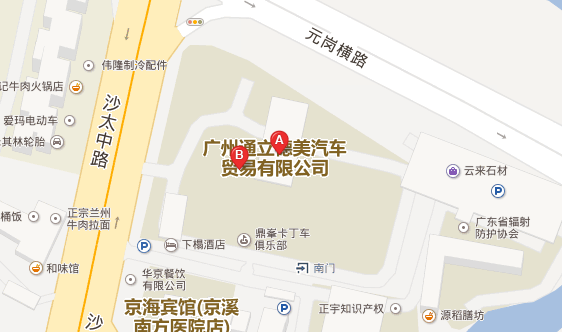 元岗横路
伟隆制冷配件
记牛肉火锅店
沙太中路
爱玛电动车
其林轮胎
A
广州通立德美汽车
贸易有限公司
B
云来石材
P
桶饭
正宗兰州
牛肉拉面
广东省辐射
防护协会
鼎峯卡丁车
俱乐部
P
下榻酒店
和味馆
南门
华京餐饮
有限公司
京海宾馆(京溪
南方医院店)
P
正宇知识产权
源稻膳坊
沙